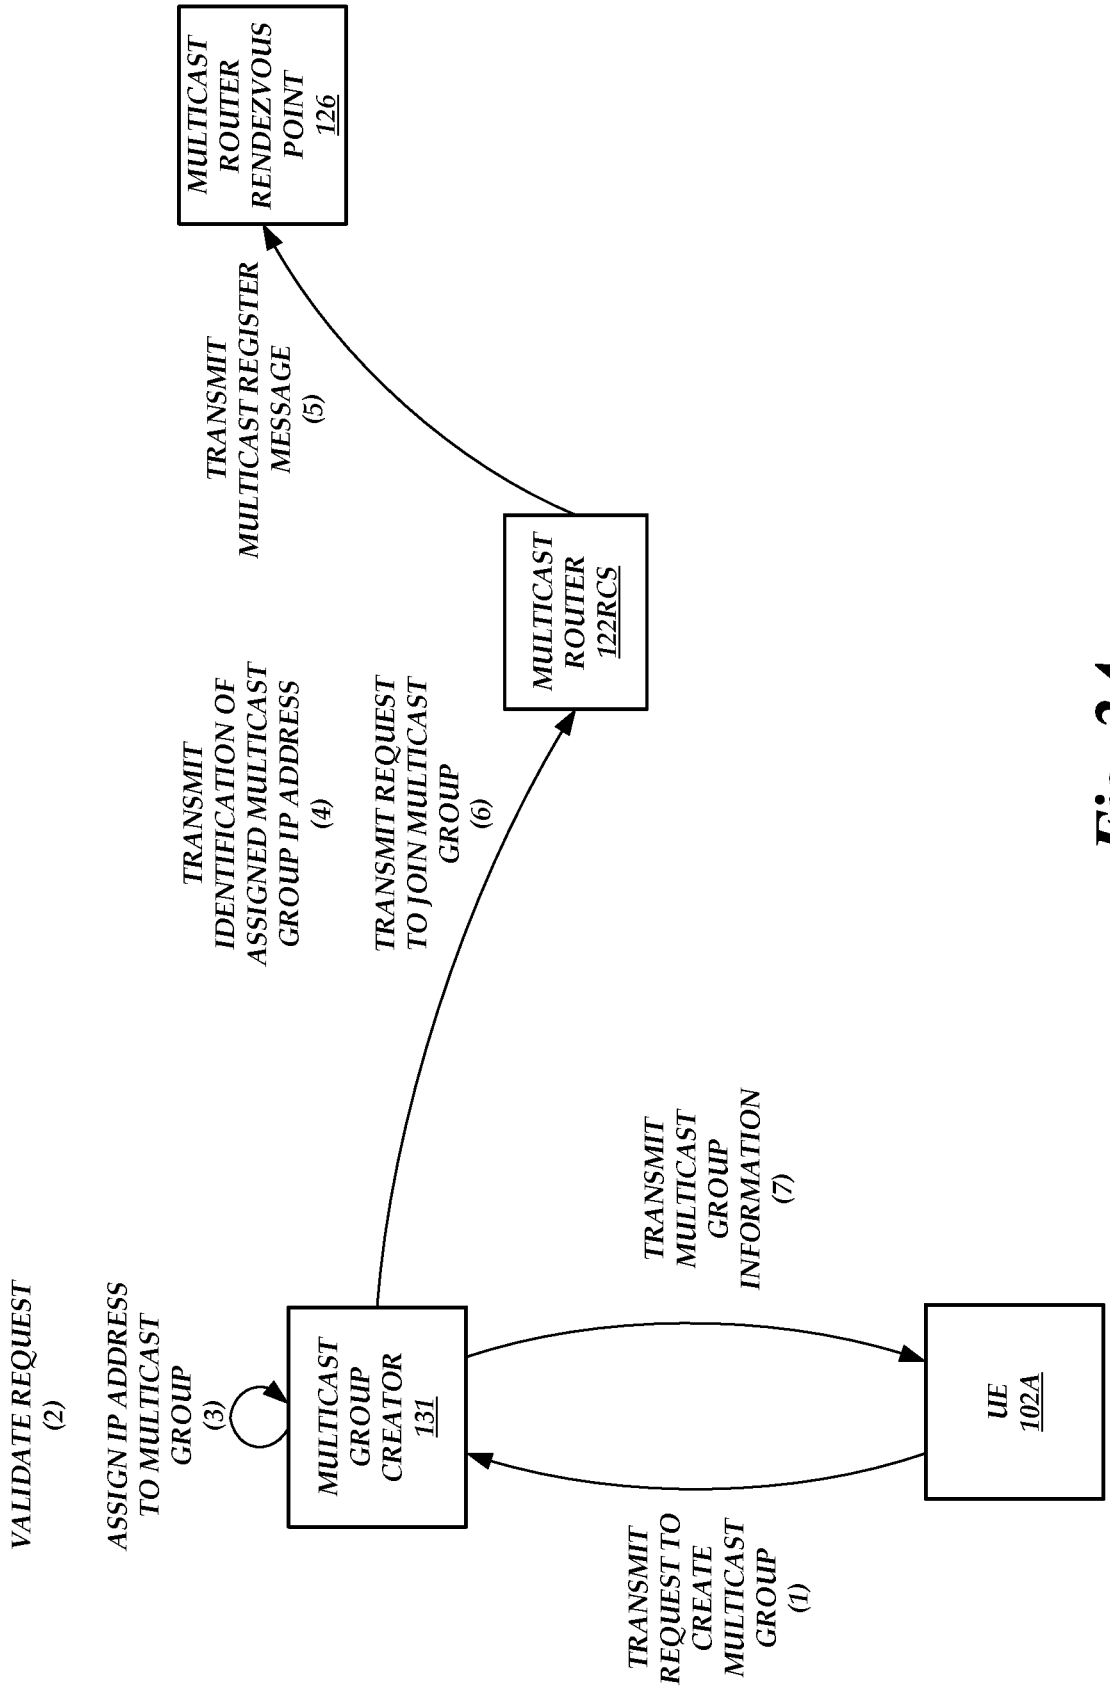 VALIDATE REQUEST
(2)
ASSIGN IP ADDRESS
TO MULTICAST
GROUP
(3)
MULTICAST
GROUP
CREATOR
131
TRANSMIT
REQUEST TO
CREATE
MULTICAST
GROUP
(1)
TRANSMIT
MULTICAST
GROUP
INFORMATION
(7)
UE
102A
TRANSMIT
IDENTIFICATION OF
ASSIGNED MULTICAST
GROUP IP ADDRESS
(4)
TRANSMIT REQUEST
TO JOIN MULTICAST
GROUP
(6)
MULTICAST
ROUTER
122RCS
TRANSMIT
MULTICAST REGISTER
MESSAGE
(5)
MULTICAST
ROUTER
RENDEZVOUS
POINT
126